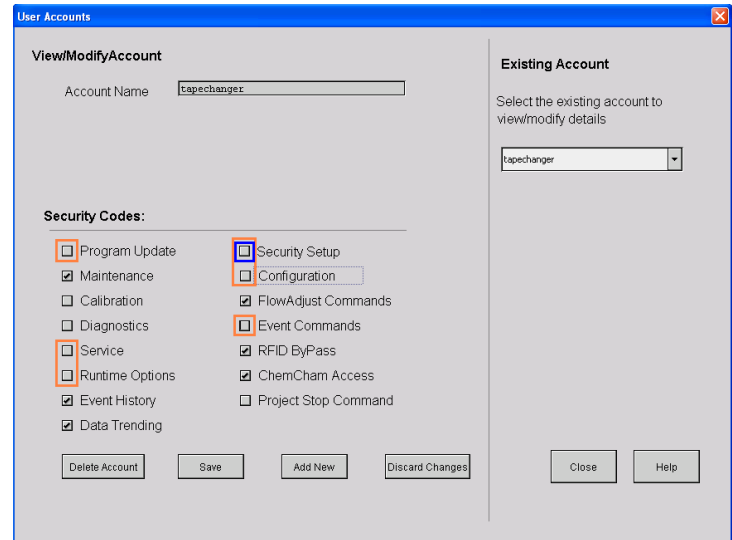 User Accounts
View/ModifyAccount
Account Name tapechanger
Existing Account
Select the existing account to
view/modify details
tapechanger
Security Codes:
Program Update Security Setup
Maintenance Configuration
Calibration FlowAdjust Commands
Diagnostics Event Commands
Service RFID ByPass
Runtime Options ChemCham Access
Event History Project Stop Command
Data Trending
Delete Account Save Add New Discard Changes Close Help